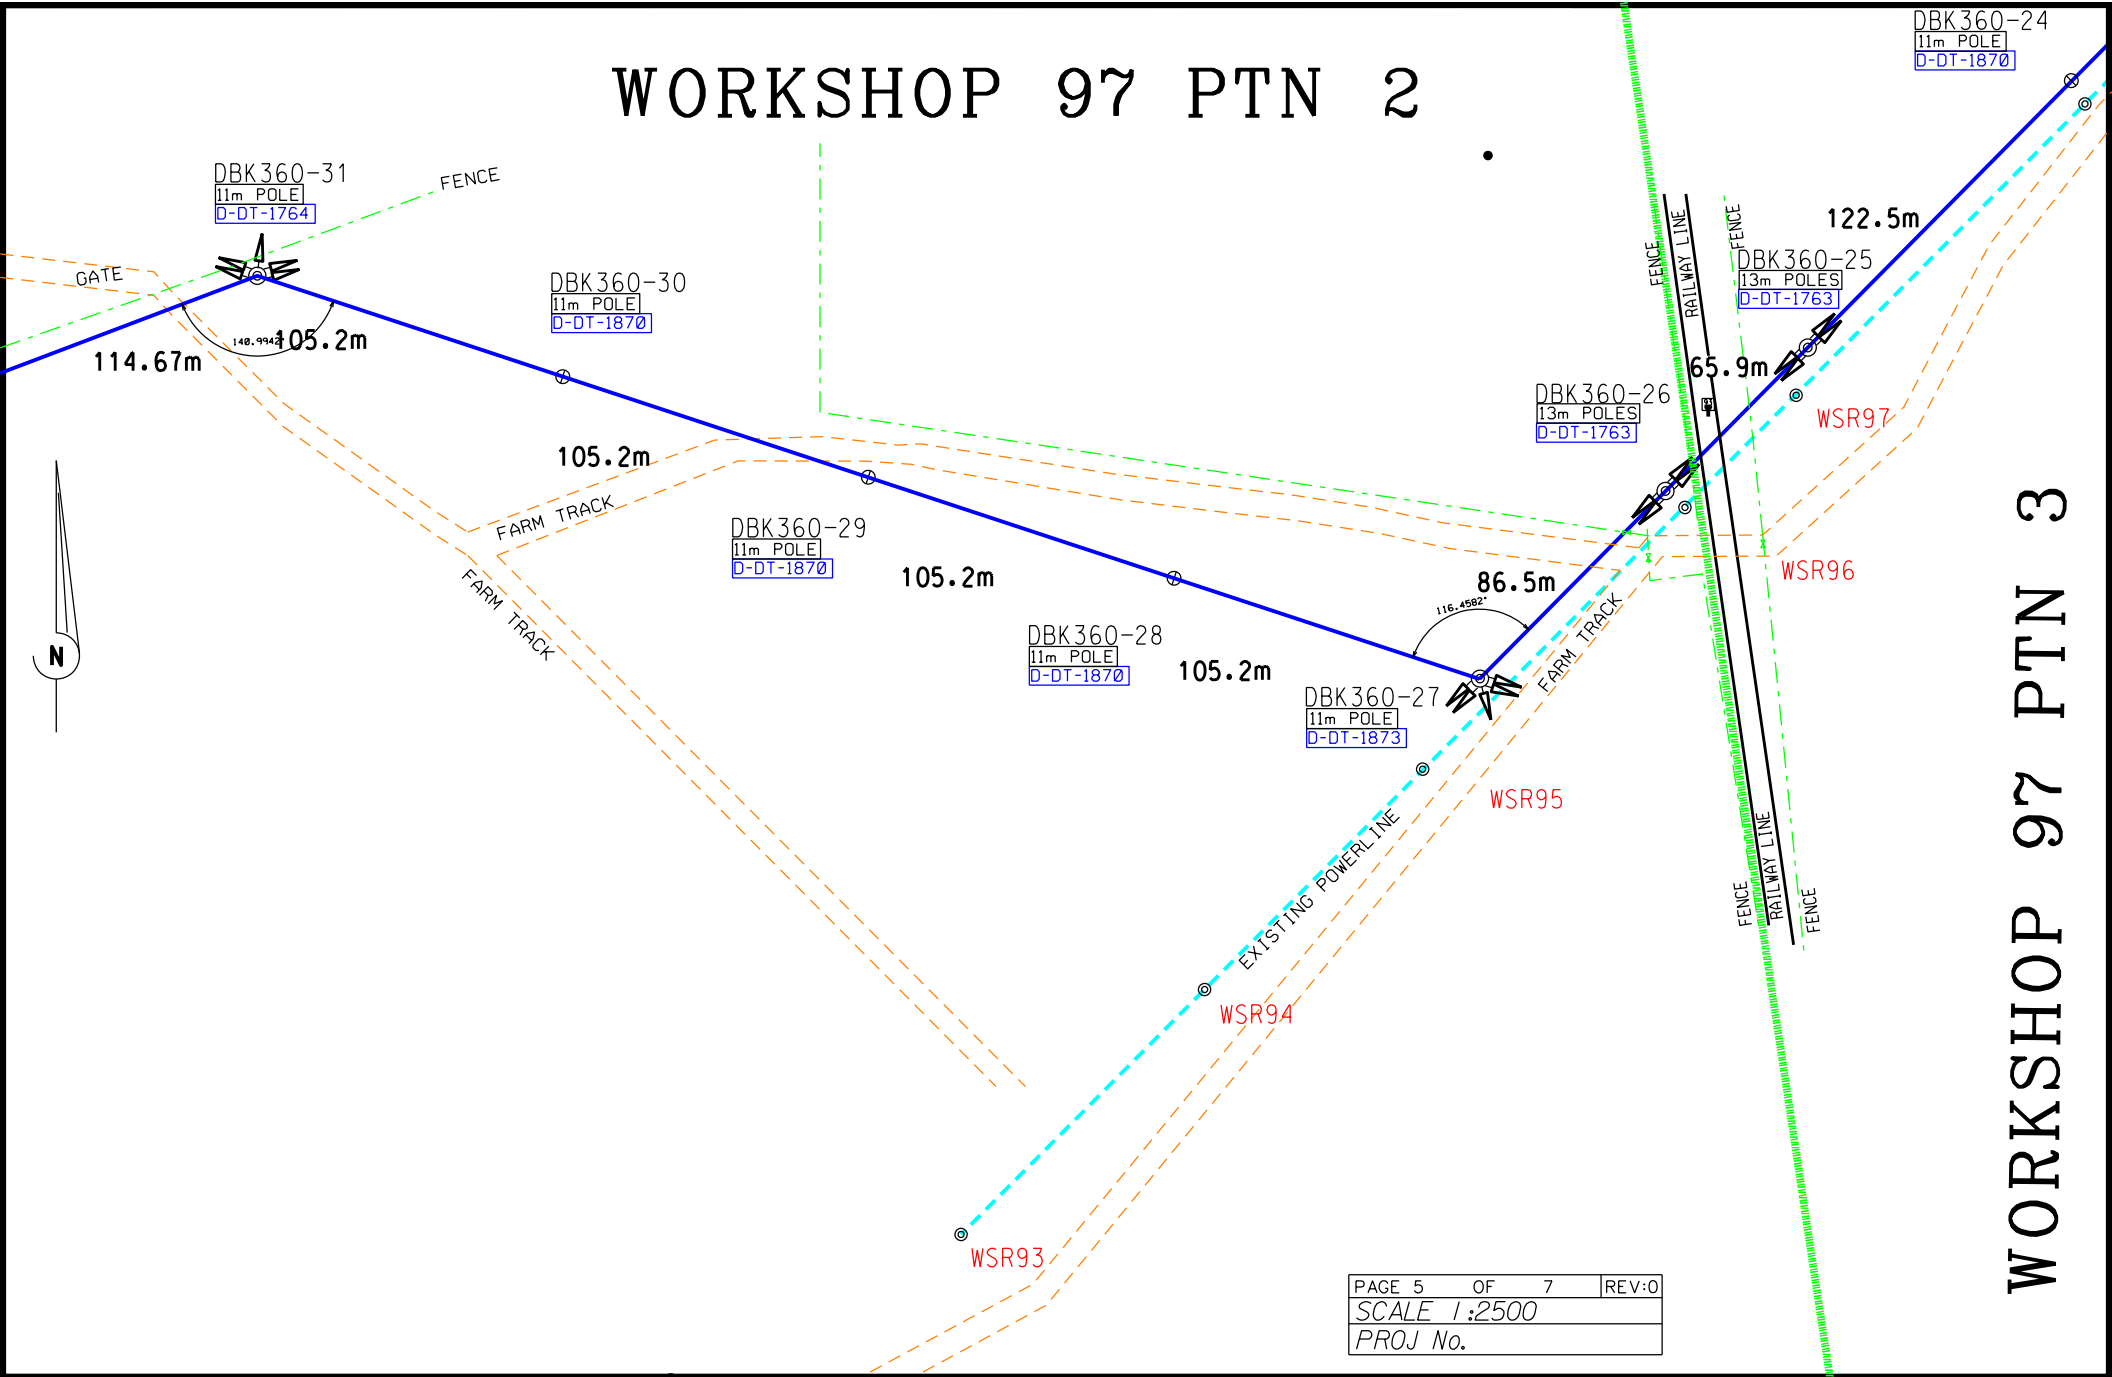 DBK360-24
11m POLE
D-DT-1870
WORKSHOP 97 PTN 2
DBK360-31
11m POLE
D-DT-1764
FENCE
GATE
140.9942°
105.2m
114.67m
DBK360-30
11m POLE
D-DT-1870
122.5m
FENCE
RAILWAY LINE
FENCE
DBK360-25
13m POLES
D-DT-1763
65.9m
DBK360-26
13m POLES
D-DT-1763
WSR97
105.2m
FARM TRACK
FARM TRACK
DBK360-29
11m POLE
D-DT-1870
105.2m
86.5m
116.4582°
WSR96
FARM TRACK
DBK360-28
11m POLE
D-DT-1870
105.2m
DBK360-27
11m POLE
D-DT-1873
N
WSR95
EXISTING POWERLINE
FENCE
RAILWAY LINE
FENCE
WSR94
WSR93
WORKSHOP 97 PTN 3
PAGE 5 OF 7 REV:0
SCALE 1:2500
PROJ No.